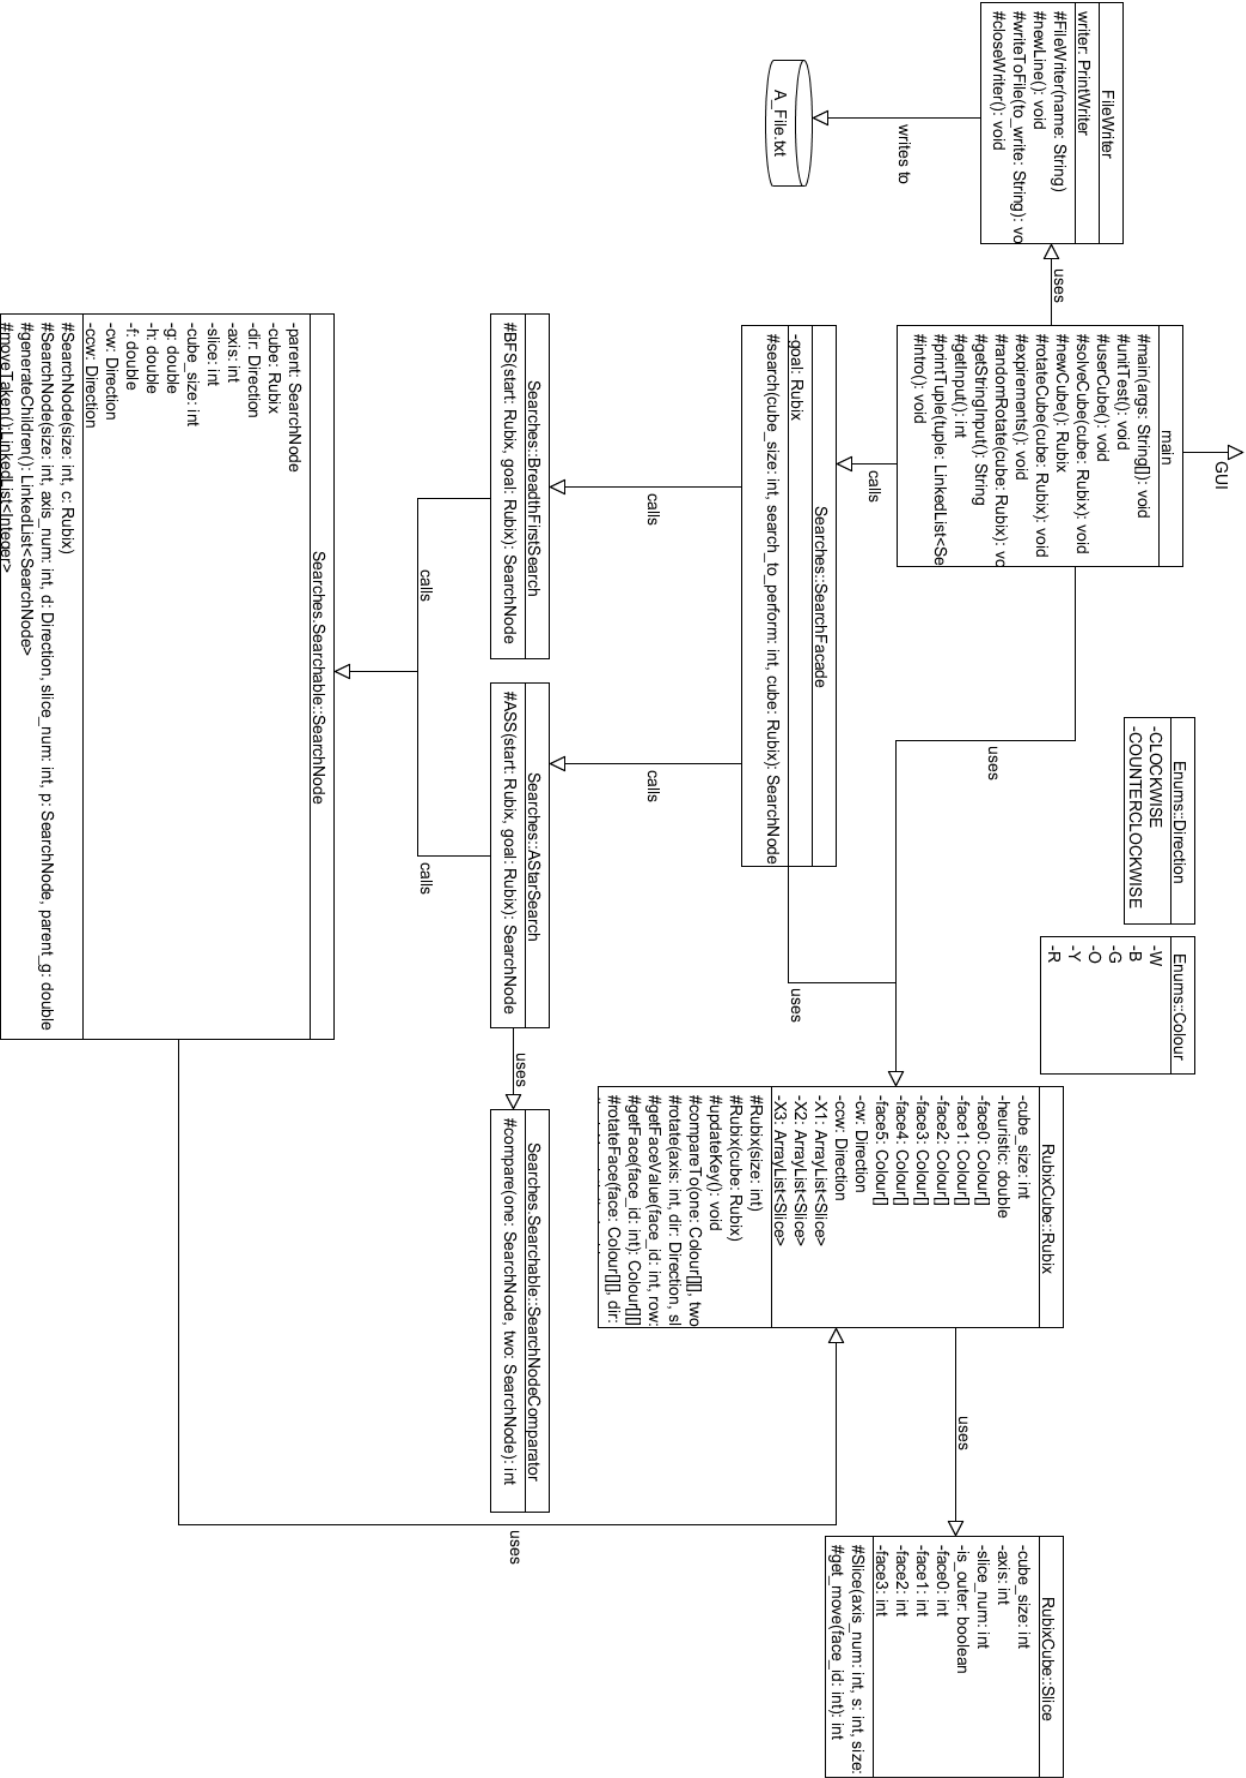 GUI
FileWriter
writer: PrintWriter
#FileWriter(name: String)
#newLine(): void
#writeToFile(to_write: String): vo
#closeWriter(): void
uses
main
#main(args: String[]): void
#unitTest(): void
#userCube(): void
#solveCube(cube: Rubix): void
#newCube(): Rubix
#rotateCube(cube: Rubix): void
#expirements(): void
#randomRotate(cube: Rubix): vo
#getStringInput(): String
#getInput(): int
#printTuple(tuple: LinkedList<Se
#intro(): void
Enums::Direction
-CLOCKWISE
-COUNTERCLOCKWISE
Enums::Colour
-W
-B
-G
-O
-Y
-R
writes to
A_File.txt
calls
uses
uses
Searches::SearchFacade
-goal: Rubix
#search(cube_size: int, search_to_perform: int, cube: Rubix): SearchNode
RubixCube::Rubix
-cube_size: int
-heuristic: double
-face0: Colour[]
-face1: Colour[]
-face2: Colour[]
-face3: Colour[]
-face4: Colour[]
-face5: Colour[]
-cw: Direction
-ccw: Direction
-X1: ArrayList<Slice>
-X2: ArrayList<Slice>
-X3: ArrayList<Slice>
#Rubix(size: int)
#Rubix(cube: Rubix)
#updateKey(): void
#compareTo(one: Colour[][], two
#rotate(axis: int, dir: Direction, sl
#getFaceValue(face_id: int, row:
#getFace(face_id: int): Colour[][]
#rotateFace(face: Colour[][], dir:
uses
RubixCube::Slice
-cube_size: int
-axis: int
-slice_num: int
-is_outer: boolean
-face0: int
-face1: int
-face2: int
-face3: int
#Slice(axis_num: int, s: int, size:
#get_move(face_id: int): int
calls
calls
Searches::BreadthFirstSearch
#BFS(start: Rubix, goal: Rubix): SearchNode
Searches::AStarSearch
#ASS(start: Rubix, goal: Rubix): SearchNode
uses
Searches.Searchable::SearchNodeComparator
#compare(one: SearchNode, two: SearchNode): int
uses
calls
calls
Searches.Searchable::SearchNode
-parent: SearchNode
-cube: Rubix
-dir: Direction
-axis: int
-slice: int
-cube_size: int
-g: double
-h: double
-f: double
-cw: Direction
-ccw: Direction
#SearchNode(size: int, c: Rubix)
#SearchNode(size: int, axis_num: int, d: Direction, slice_num: int, p: SearchNode, parent_g: double
#generateChildren(): LinkedList<SearchNode>
#moveTaken():LinkedList<Integer>